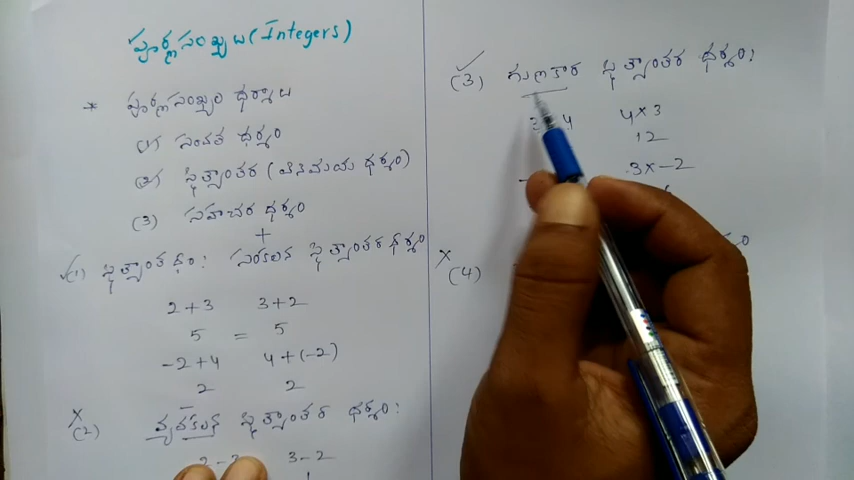 పూర్ణసంఖ్యలు (Integers)
* పూర్ణసంఖ్యల ధర్మాలు
(1) సంవృత ధర్మం
(2) స్థిత్యాంతర (వినిమయ ధర్మం)
(3) సహచర ధర్మం
+
(1) స్థిత్యాంతర ధర్మం: సంకలన స్థిత్యాంతర ధర్మం
2+3 3+2
5 = 5
-2+4 4+(-2)
2 2
x
(2) వ్యవకలన స్థిత్యాంతర ధర్మం:
3-2
(3) గుణకార స్థిత్యాంతర ధర్మం:
4 4×3
12
3×-2
x
(4)